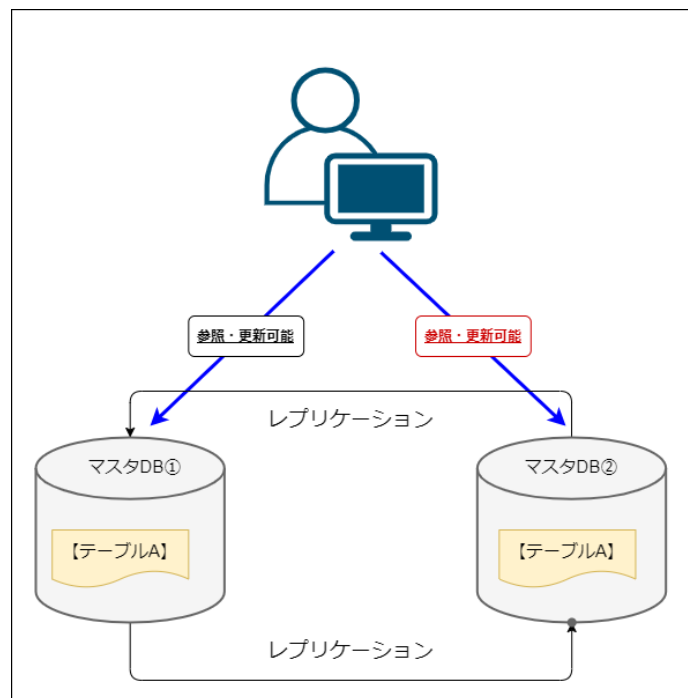 参照・更新可能
参照・更新可能
レプリケーション
マスタDB①
マスタDB②
【テーブルA】
【テーブルA】
レプリケーション